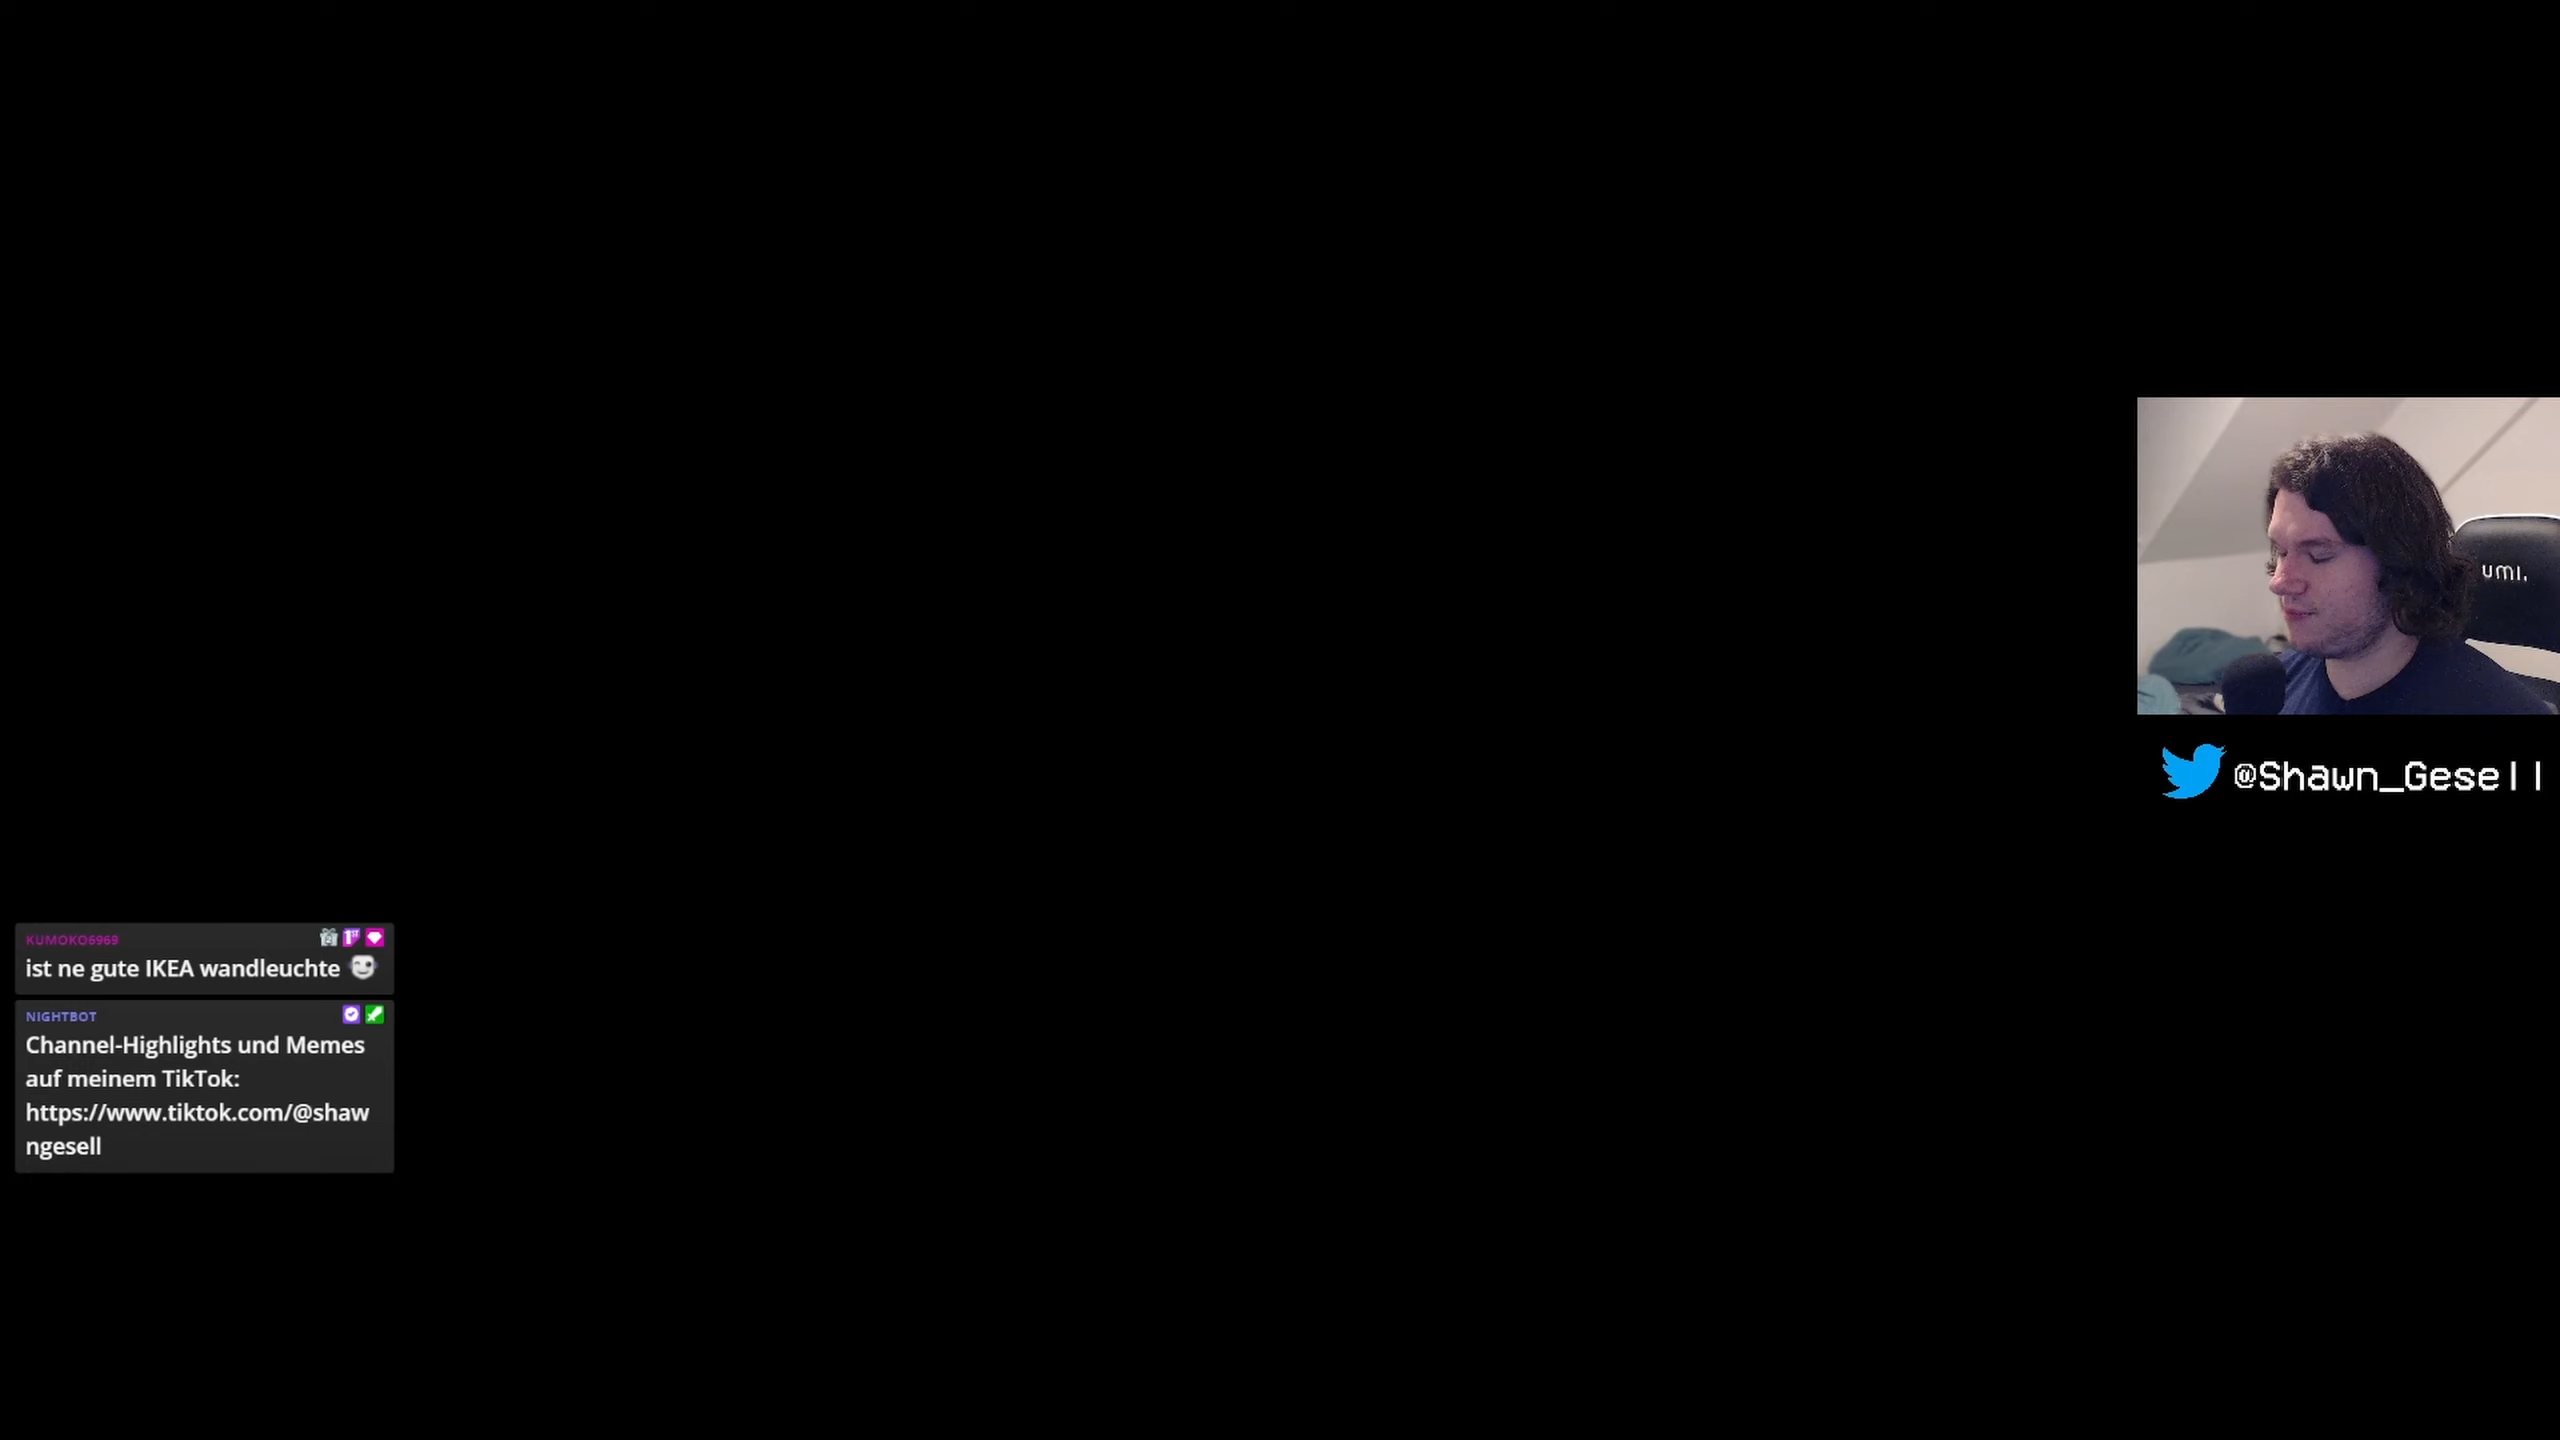 umi.
@Shawn_Gesell
KUMOKO6969
ist ne gute IKEA wandleuchte
NIGHTBOT
Channel-Highlights und Memes
auf meinem TikTok:
https://www.tiktok.com/@shaw
ngesell